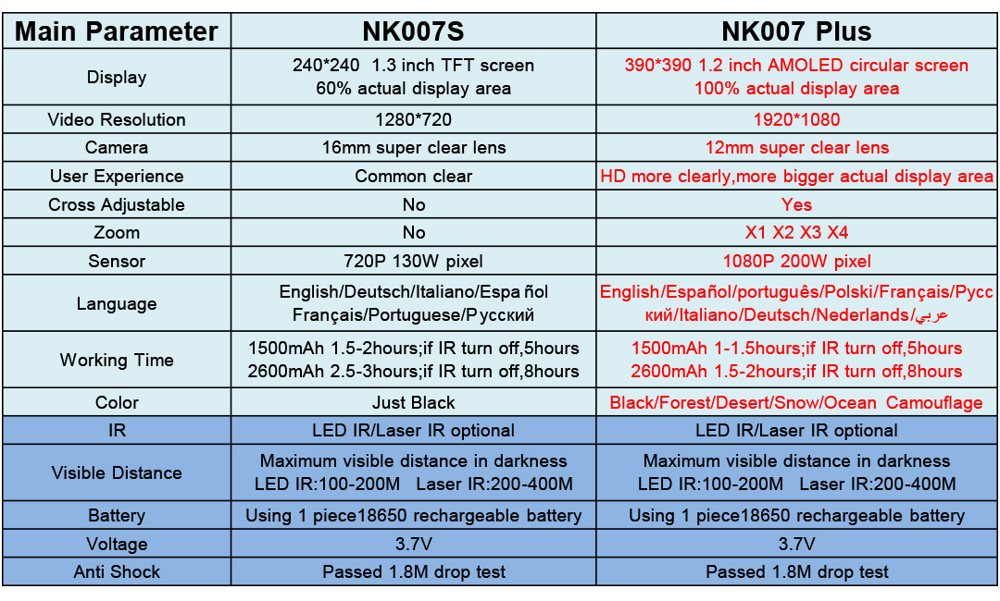 Main Parameter NK007S NK007 Plus
Display 240*240 1.3 inch TFT screen 390*390 1.2 inch AMOLED circular screen
60% actual display area 100% actual display area
Video Resolution 1280*720 1920*1080
Camera 16mm super clear lens 12mm super clear lens
User Experience Common clear HD more clearly,more bigger actual display area
Cross Adjustable No Yes
Zoom No X1 X2 X3 X4
Sensor 720P 130W pixel 1080P 200W pixel
Language English/Deutsch/Italiano/Espa ñol English/Español/português/Polski/Français/Русс
Français/Portuguese/Русский кий/Italiano/Deutsch/Nederlands/عربي
Working Time 1500mAh 1.5-2hours;if IR turn off,5hours 1500mAh 1-1.5hours;if IR turn off,5hours
2600mAh 2.5-3hours;if IR turn off,8hours 2600mAh 1.5-2hours;if IR turn off,8hours
Color Just Black Black/Forest/Desert/Snow/Ocean Camouflage
IR LED IR/Laser IR optional LED IR/Laser IR optional
Visible Distance Maximum visible distance in darkness Maximum visible distance in darkness
LED IR:100-200M Laser IR:200-400M LED IR:100-200M Laser IR:200-400M
Battery Using 1 piece18650 rechargeable battery Using 1 piece18650 rechargeable battery
Voltage 3.7V 3.7V
Anti Shock Passed 1.8M drop test Passed 1.8M drop test